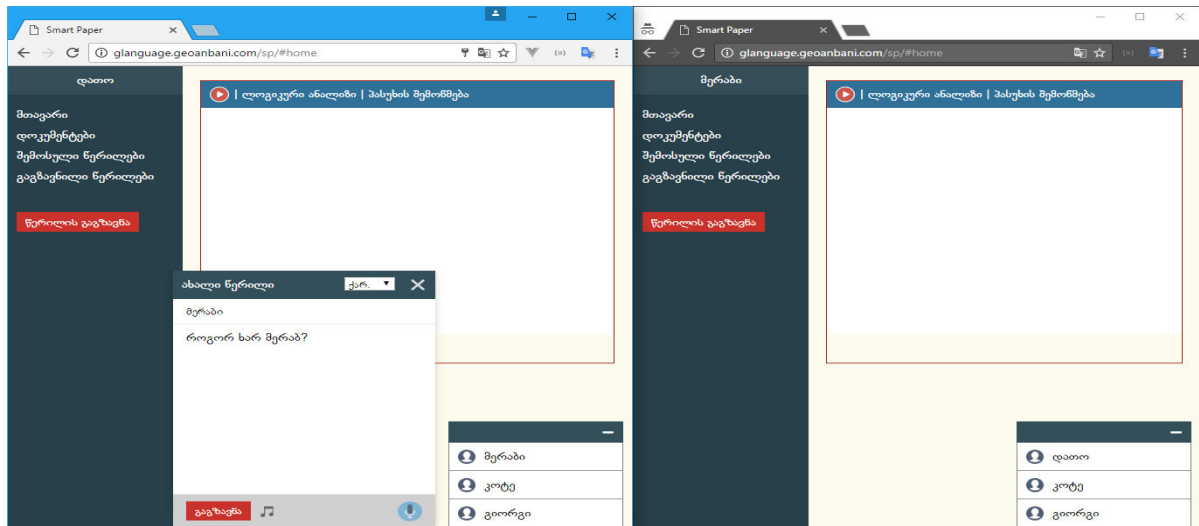 Smart Paper
glanguage.geoanbani.com/sp/#home
დათო
მთავარი
დოკუმენტები
შემოსული წერილები
გაგზავნილი წერილები
წერილის გაგზავნა
| ლოგიკური ანალიზი | პასუხის შემოწმება
ახალი წერილი
ქარ.
მერაბი
როგორ ხარ მერაბ?
გაგზავნა
მერაბი
კოტე
გიორგი
Smart Paper
glanguage.geoanbani.com/sp/#home
მერაბი
მთავარი
დოკუმენტები
შემოსული წერილები
გაგზავნილი წერილები
წერილის გაგზავნა
| ლოგიკური ანალიზი | პასუხის შემოწმება
დათო
კოტე
გიორგი